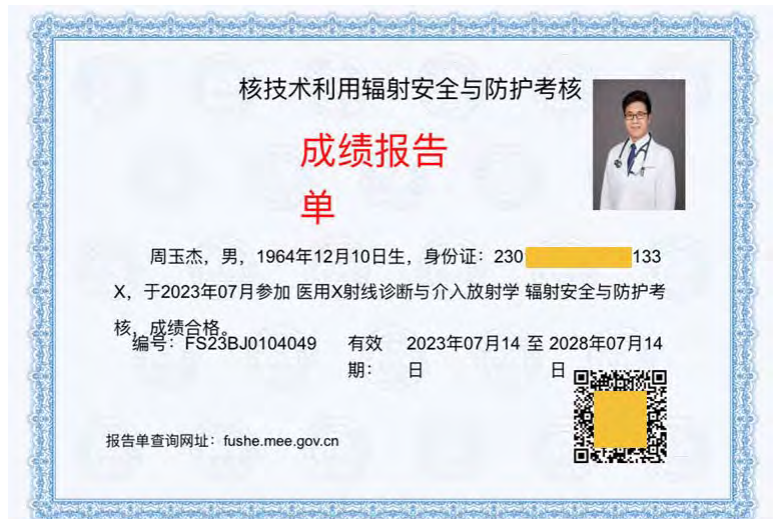 核技术利用辐射安全与防护考核
成绩报告
单
周玉杰，男，1964年12月10日生，身份证：230 133
X，于2023年07月参加 医用X射线诊断与介入放射学 辐射安全与防护考
核，成绩合格。
编号：FS23BJ0104049 有效 2023年07月14 至 2028年07月14
期： 日 日
报告单查询网址：fushe.mee.gov.cn